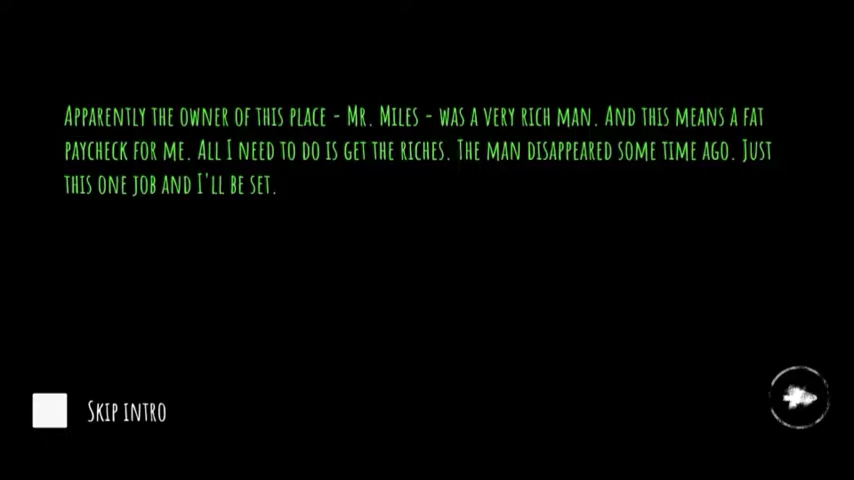 Apparently the owner of this place - Mr. Miles - was a very rich man. And this means a fat
paycheck for me. All I need to do is get the riches. The man disappeared some time ago. Just
this one job and I'll be set.
Skip intro